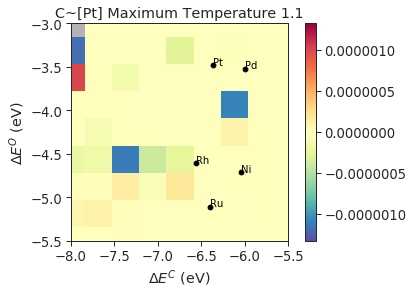 C~[Pt] Maximum Temperature 1.1
−3.0
−3.5
−4.0
−4.5
−5.0
−5.5
ΔE^O (eV)
Pt
Pd
Rh
Ni
Ru
−8.0 −7.5 −7.0 −6.5 −6.0 −5.5
ΔE^C (eV)
0.0000010
0.0000005
0.0000000
−0.0000005
−0.0000010